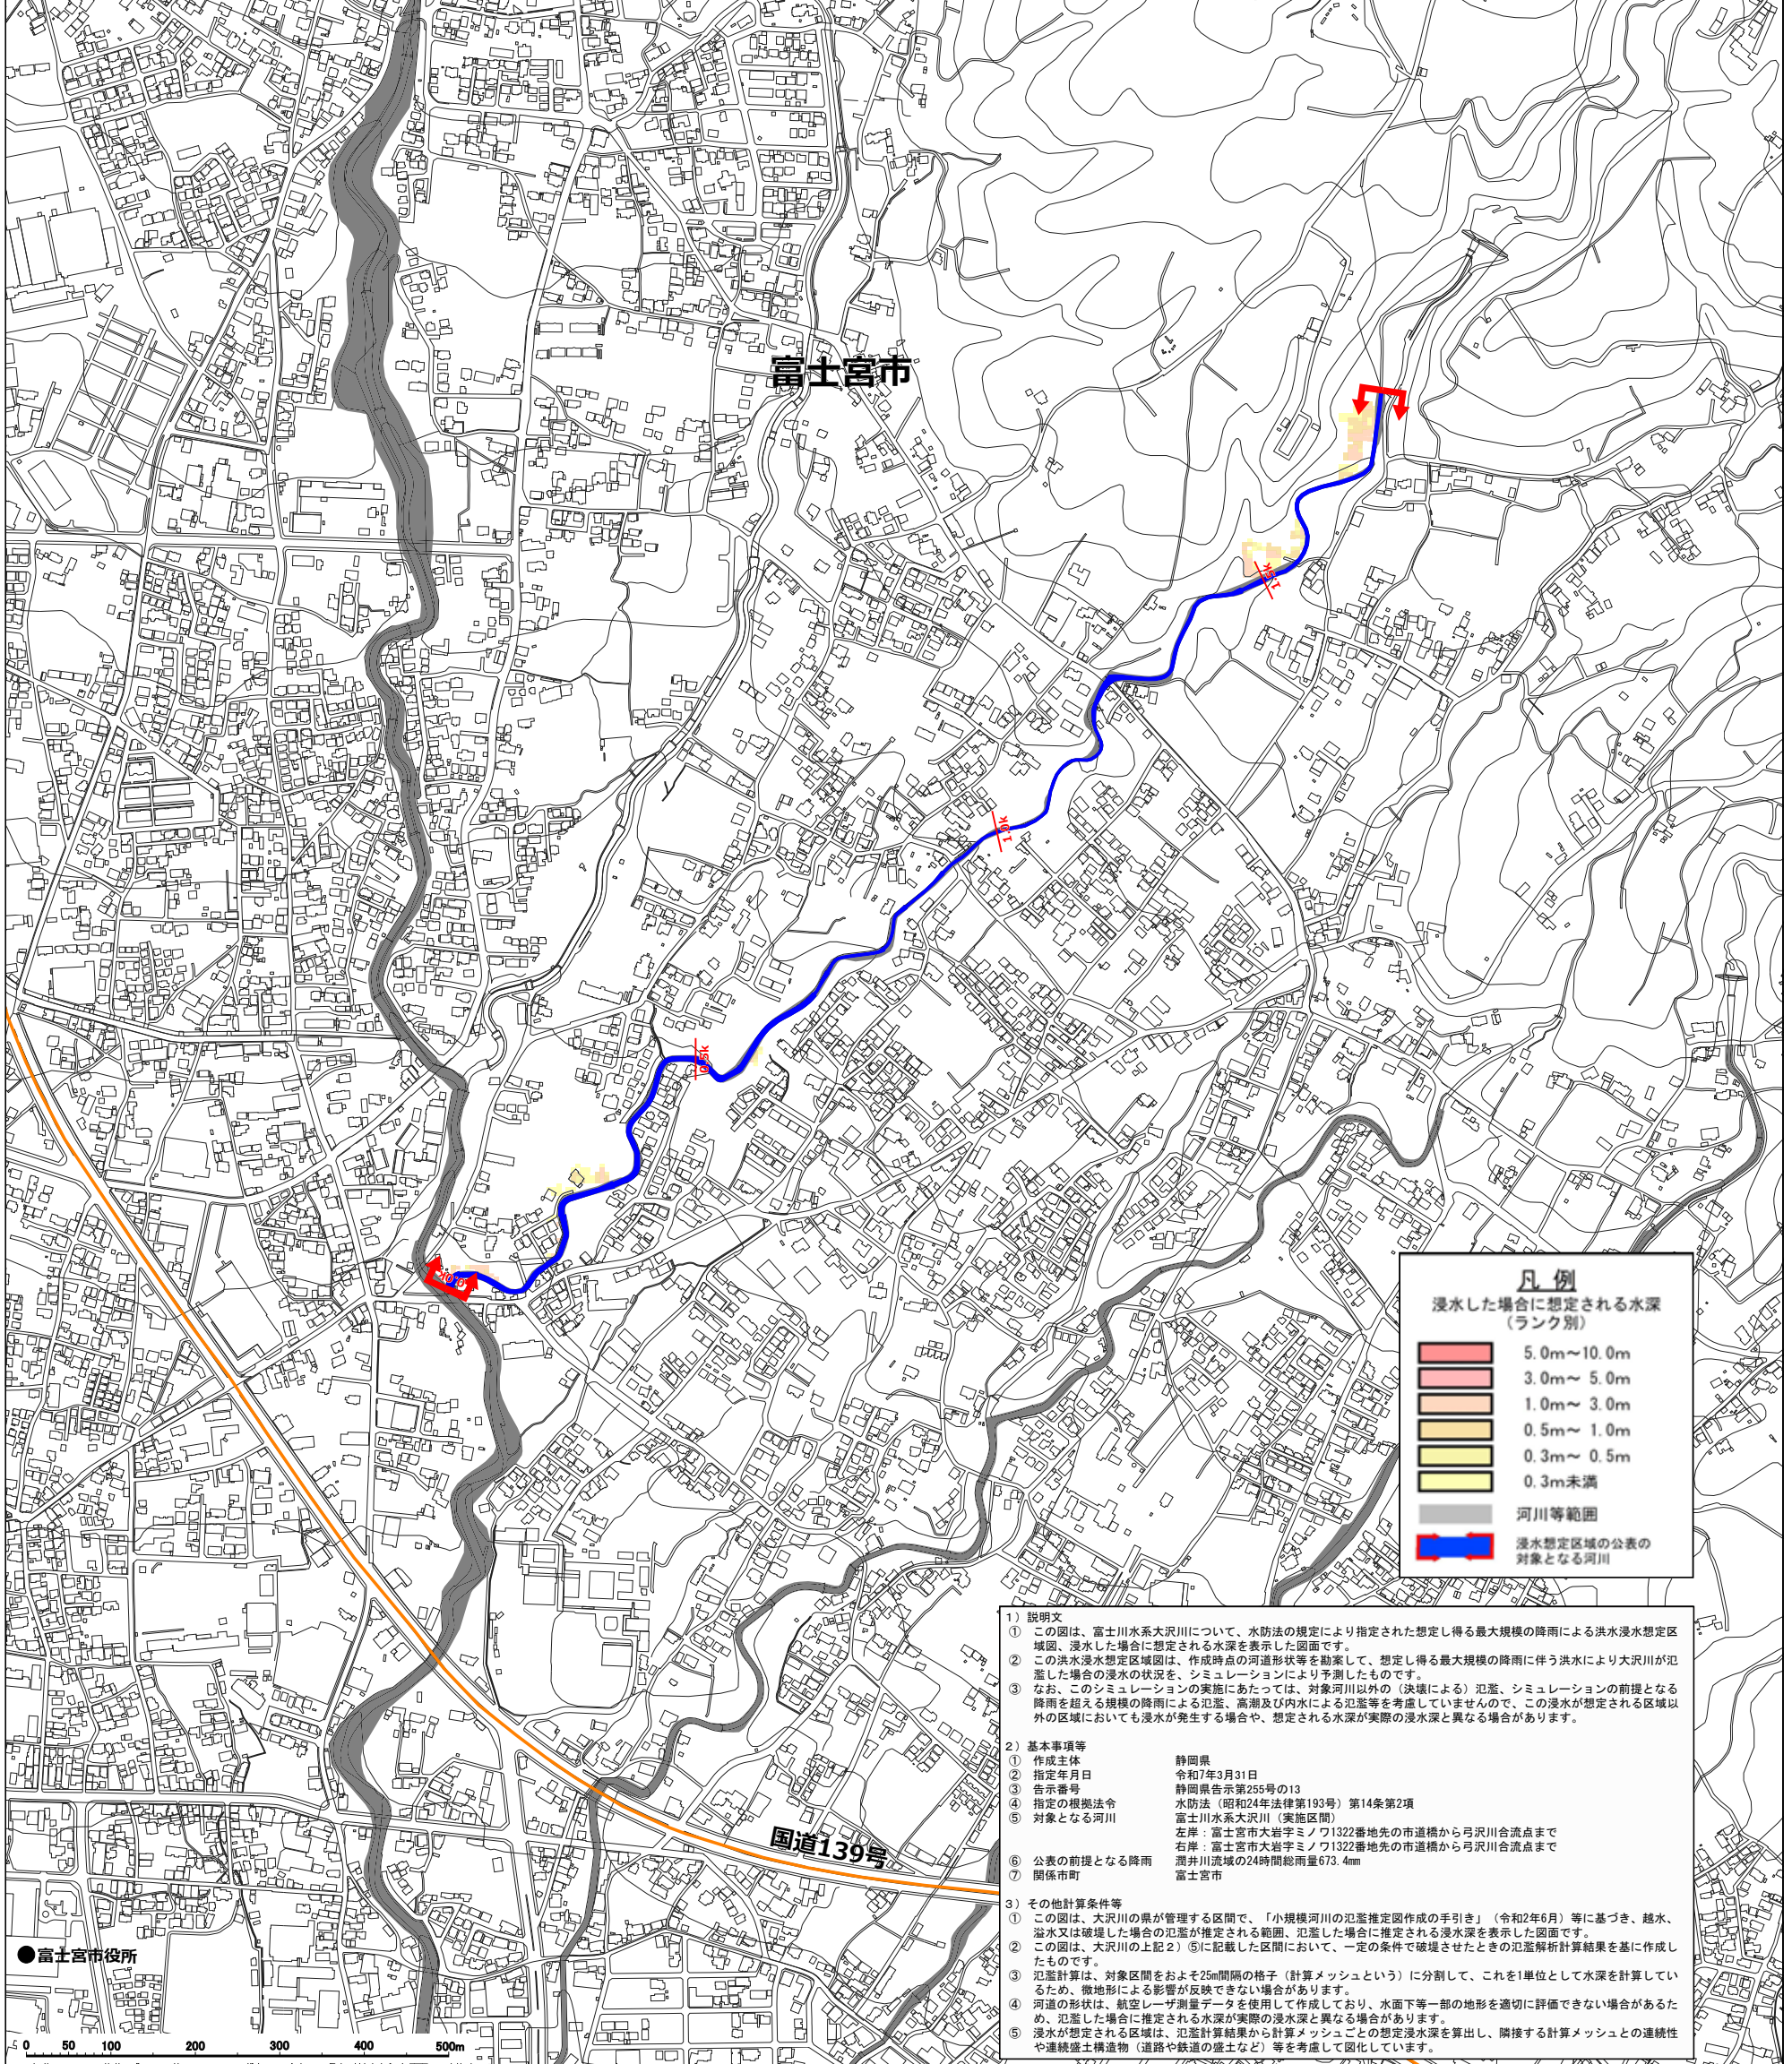 富士宮市
1.5k
1.0k
0.5k
0.0k
国道139号
●富士宮市役所
0 50 100 200 300 400 500m
凡 例
浸水した場合に想定される水深
(ランク別)
5.0m～10.0m
3.0m～ 5.0m
1.0m～ 3.0m
0.5m～ 1.0m
0.3m～ 0.5m
0.3m未満
河川等範囲
浸水想定区域の公表の
対象となる河川
1）説明文
① この図は、富士川水系大沢川について、水防法の規定により指定された想定し得る最大規模の降雨による洪水浸水想定区
域図、浸水した場合に想定される水深を表示した図面です。
② この洪水浸水想定区域図は、作成時点の河道形状等を勘案して、想定し得る最大規模の降雨に伴う洪水により大沢川が氾
濫した場合の浸水の状況を、シミュレーションにより予測したものです。
③ なお、このシミュレーションの実施にあたっては、対象河川以外の（決壊による）氾濫、シミュレーションの前提となる
降雨を超える規模の降雨による氾濫、高潮及び内水による氾濫等を考慮していませんので、この浸水が想定される区域以
外の区域においても浸水が発生する場合や、想定される水深が実際の浸水深と異なる場合があります。
2）基本事項等
① 作成主体 静岡県
② 指定年月日 令和7年3月31日
③ 告示番号 静岡県告示第255号の13
④ 指定の根拠法令 水防法（昭和24年法律第193号）第14条第2項
⑤ 対象となる河川 富士川水系大沢川（実施区間）
左岸：富士宮市大岩字ミノワ1322番地先の市道橋から弓沢川合流点まで
右岸：富士宮市大岩字ミノワ1322番地先の市道橋から弓沢川合流点まで
⑥ 公表の前提となる降雨 潤井川流域の24時間総雨量673.4mm
⑦ 関係市町 富士宮市
3）その他計算条件等
① この図は、大沢川の県が管理する区間で、「小規模河川の氾濫推定図作成の手引き」（令和2年6月）等に基づき、越水、
溢水又は破堤した場合の氾濫が推定される範囲、氾濫した場合に推定される浸水深を表示した図面です。
② この図は、大沢川の上記２）⑤に記載した区間において、一定の条件で破堤させたときの氾濫解析計算結果を基に作成し
たものです。
③ 氾濫計算は、対象区間をおよそ25m間隔の格子（計算メッシュという）に分割して、これを1単位として水深を計算してい
るため、微地形による影響が反映できない場合があります。
④ 河道の形状は、航空レーザ測量データを使用して作成しており、水面下等一部の地形を適切に評価できない場合があるた
め、氾濫した場合に推定される水深が実際の浸水深と異なる場合があります。
⑤ 浸水が想定される区域は、氾濫計算結果から計算メッシュごとの想定浸水深を算出し、隣接する計算メッシュとの連続性
や連続盛土構造物（道路や鉄道の盛土など）等を考慮して図化しています。